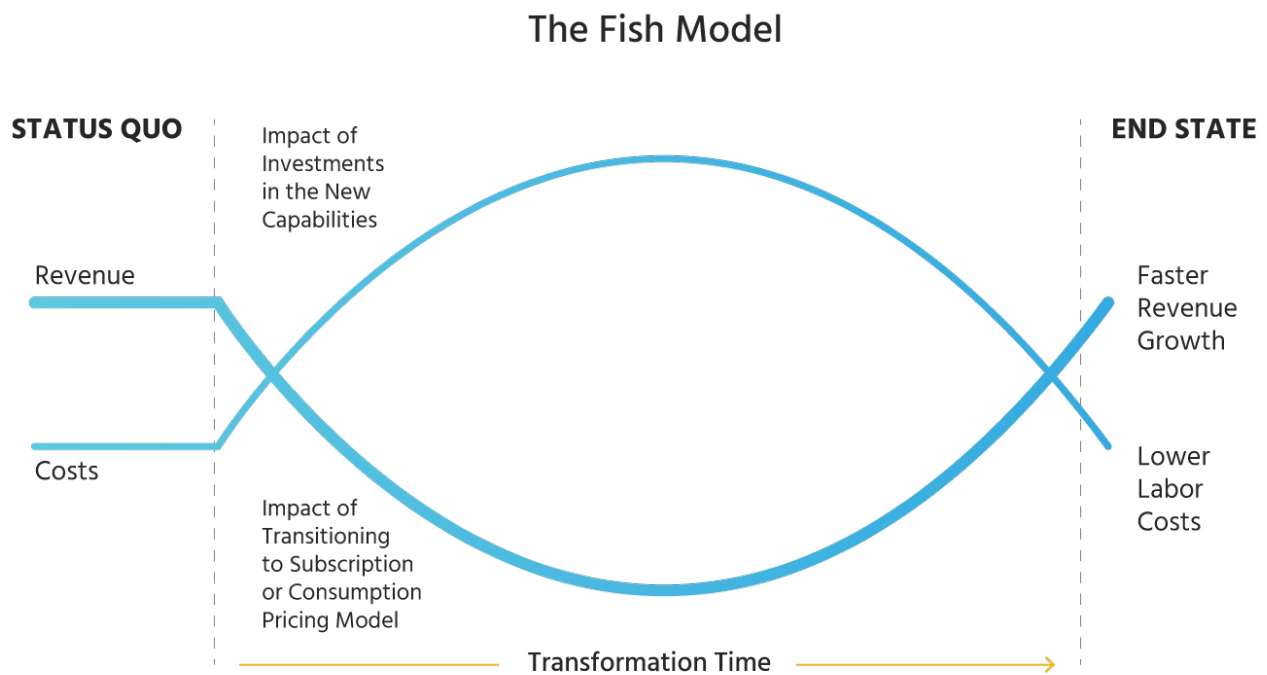 The Fish Model
STATUS QUO
END STATE
Impact of
Investments
in the New
Capabilities
Revenue
Costs
Faster
Revenue
Growth
Lower
Labor
Costs
Impact of
Transitioning
to Subscription
or Consumption
Pricing Model
Transformation Time